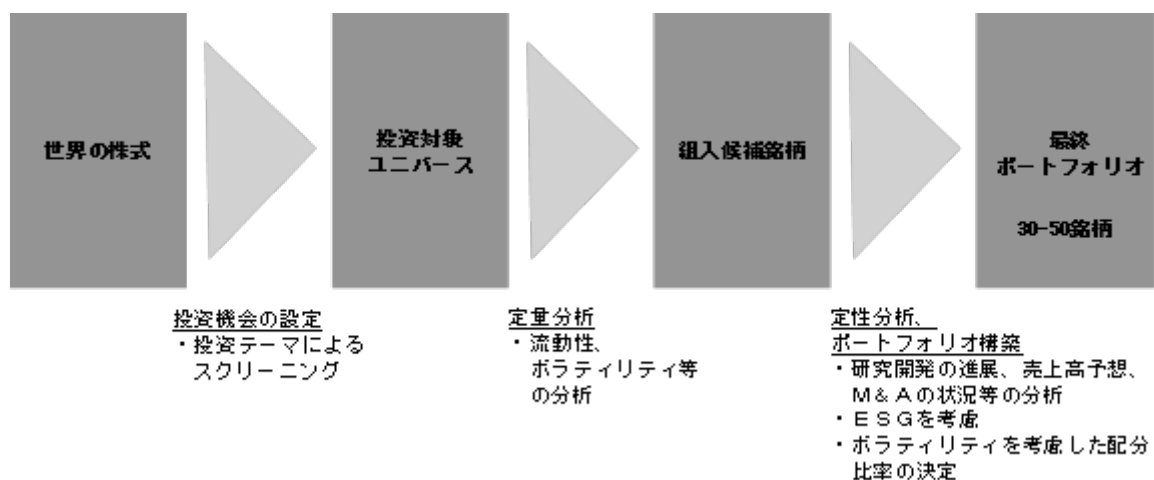 世界の株式
投資対象
ユニバース
組入候補銘柄
最終
ポートフォリオ
30-50銘柄
投資機会の設定
・投資テーマによる
スクリーニング
定量分析
・流動性、
ボラティリティ等
の分析
定性分析、
ポートフォリオ構築
・研究開発の進展、売上高予想、
M&Aの状況等の分析
・ESGを考慮
・ボラティリティを考慮した配分
比率の決定